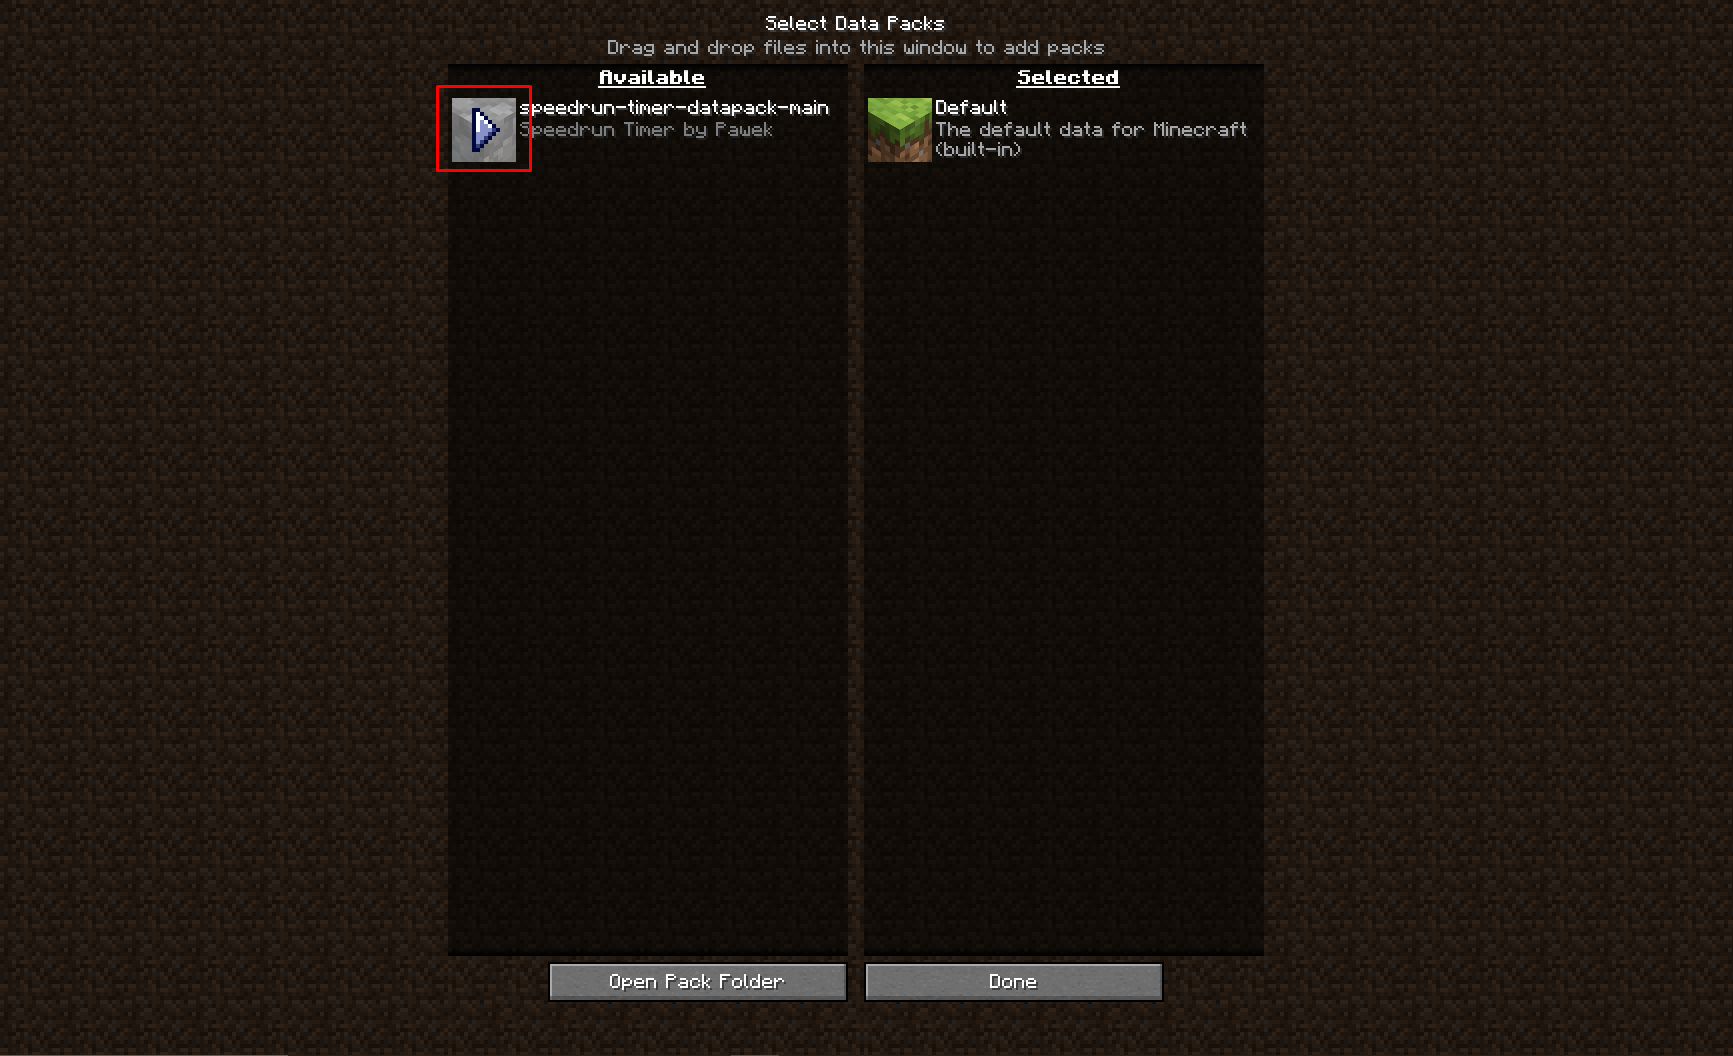 Select Data Packs
Drag and drop files into this window to add packs
Available
speedrun-timer-datapack-main
Speedrun Timer by Pawek
Selected
Default
The default data for Minecraft
(built-in)
Open Pack Folder
Done